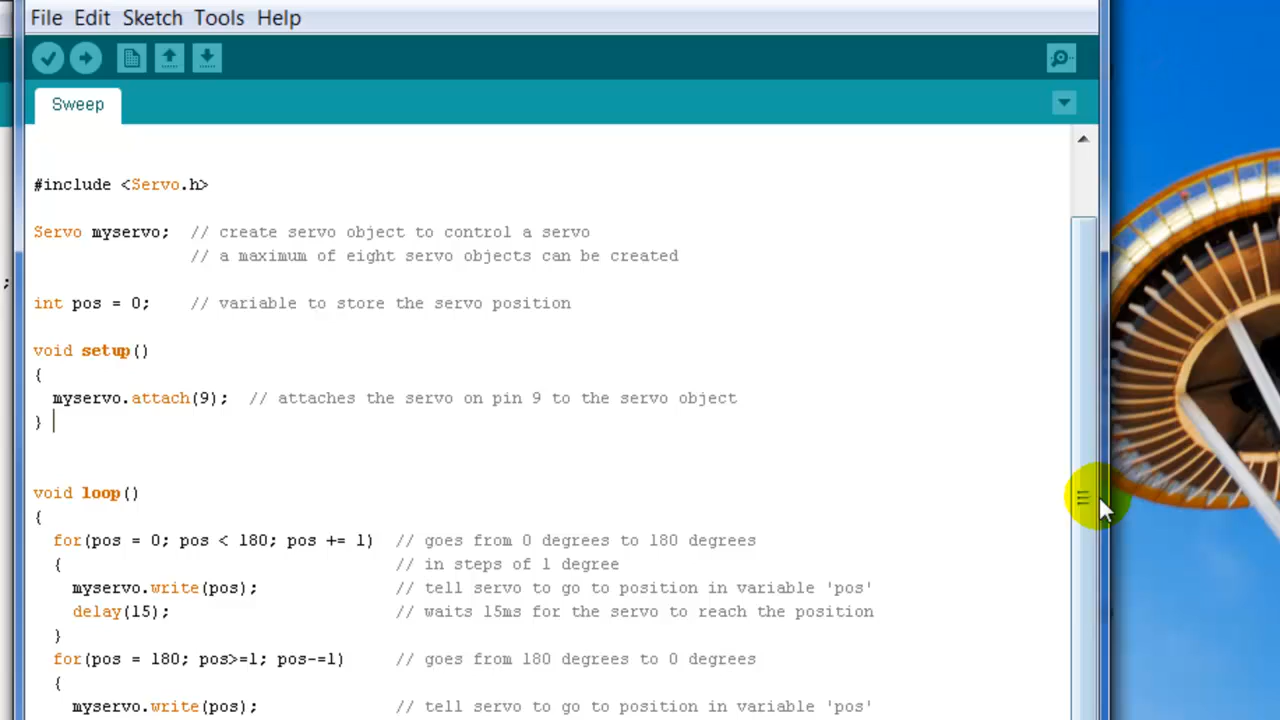 File Edit Sketch Tools Help
Sweep
#include <Servo.h>
Servo myservo;  // create servo object to control a servo
                // a maximum of eight servo objects can be created
int pos = 0;    // variable to store the servo position
void setup()
{
  myservo.attach(9);  // attaches the servo on pin 9 to the servo object
}
void loop()
{
  for(pos = 0; pos < 180; pos += 1)  // goes from 0 degrees to 180 degrees
  {                                  // in steps of 1 degree
    myservo.write(pos);              // tell servo to go to position in variable 'pos'
    delay(15);                       // waits 15ms for the servo to reach the position
  }
  for(pos = 180; pos>=1; pos-=1)     // goes from 180 degrees to 0 degrees
  {
    myservo.write(pos);              // tell servo to go to position in variable 'pos'
;